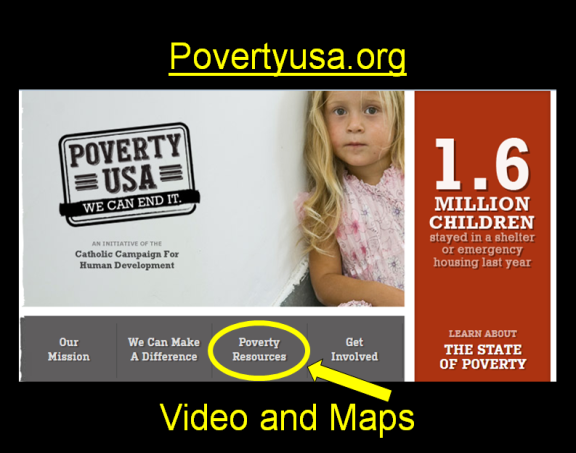 Povertyusa.org
POVERTY
USA
WE CAN END IT.
AN INITIATIVE OF THE
Catholic Campaign For
Human Development
1.6
MILLION
CHILDREN
stayed in a shelter
or emergency
housing last year
LEARN ABOUT
THE STATE
OF POVERTY
Our
Mission
We Can Make
A Difference
Poverty
Resources
Get
Involved
Video and Maps